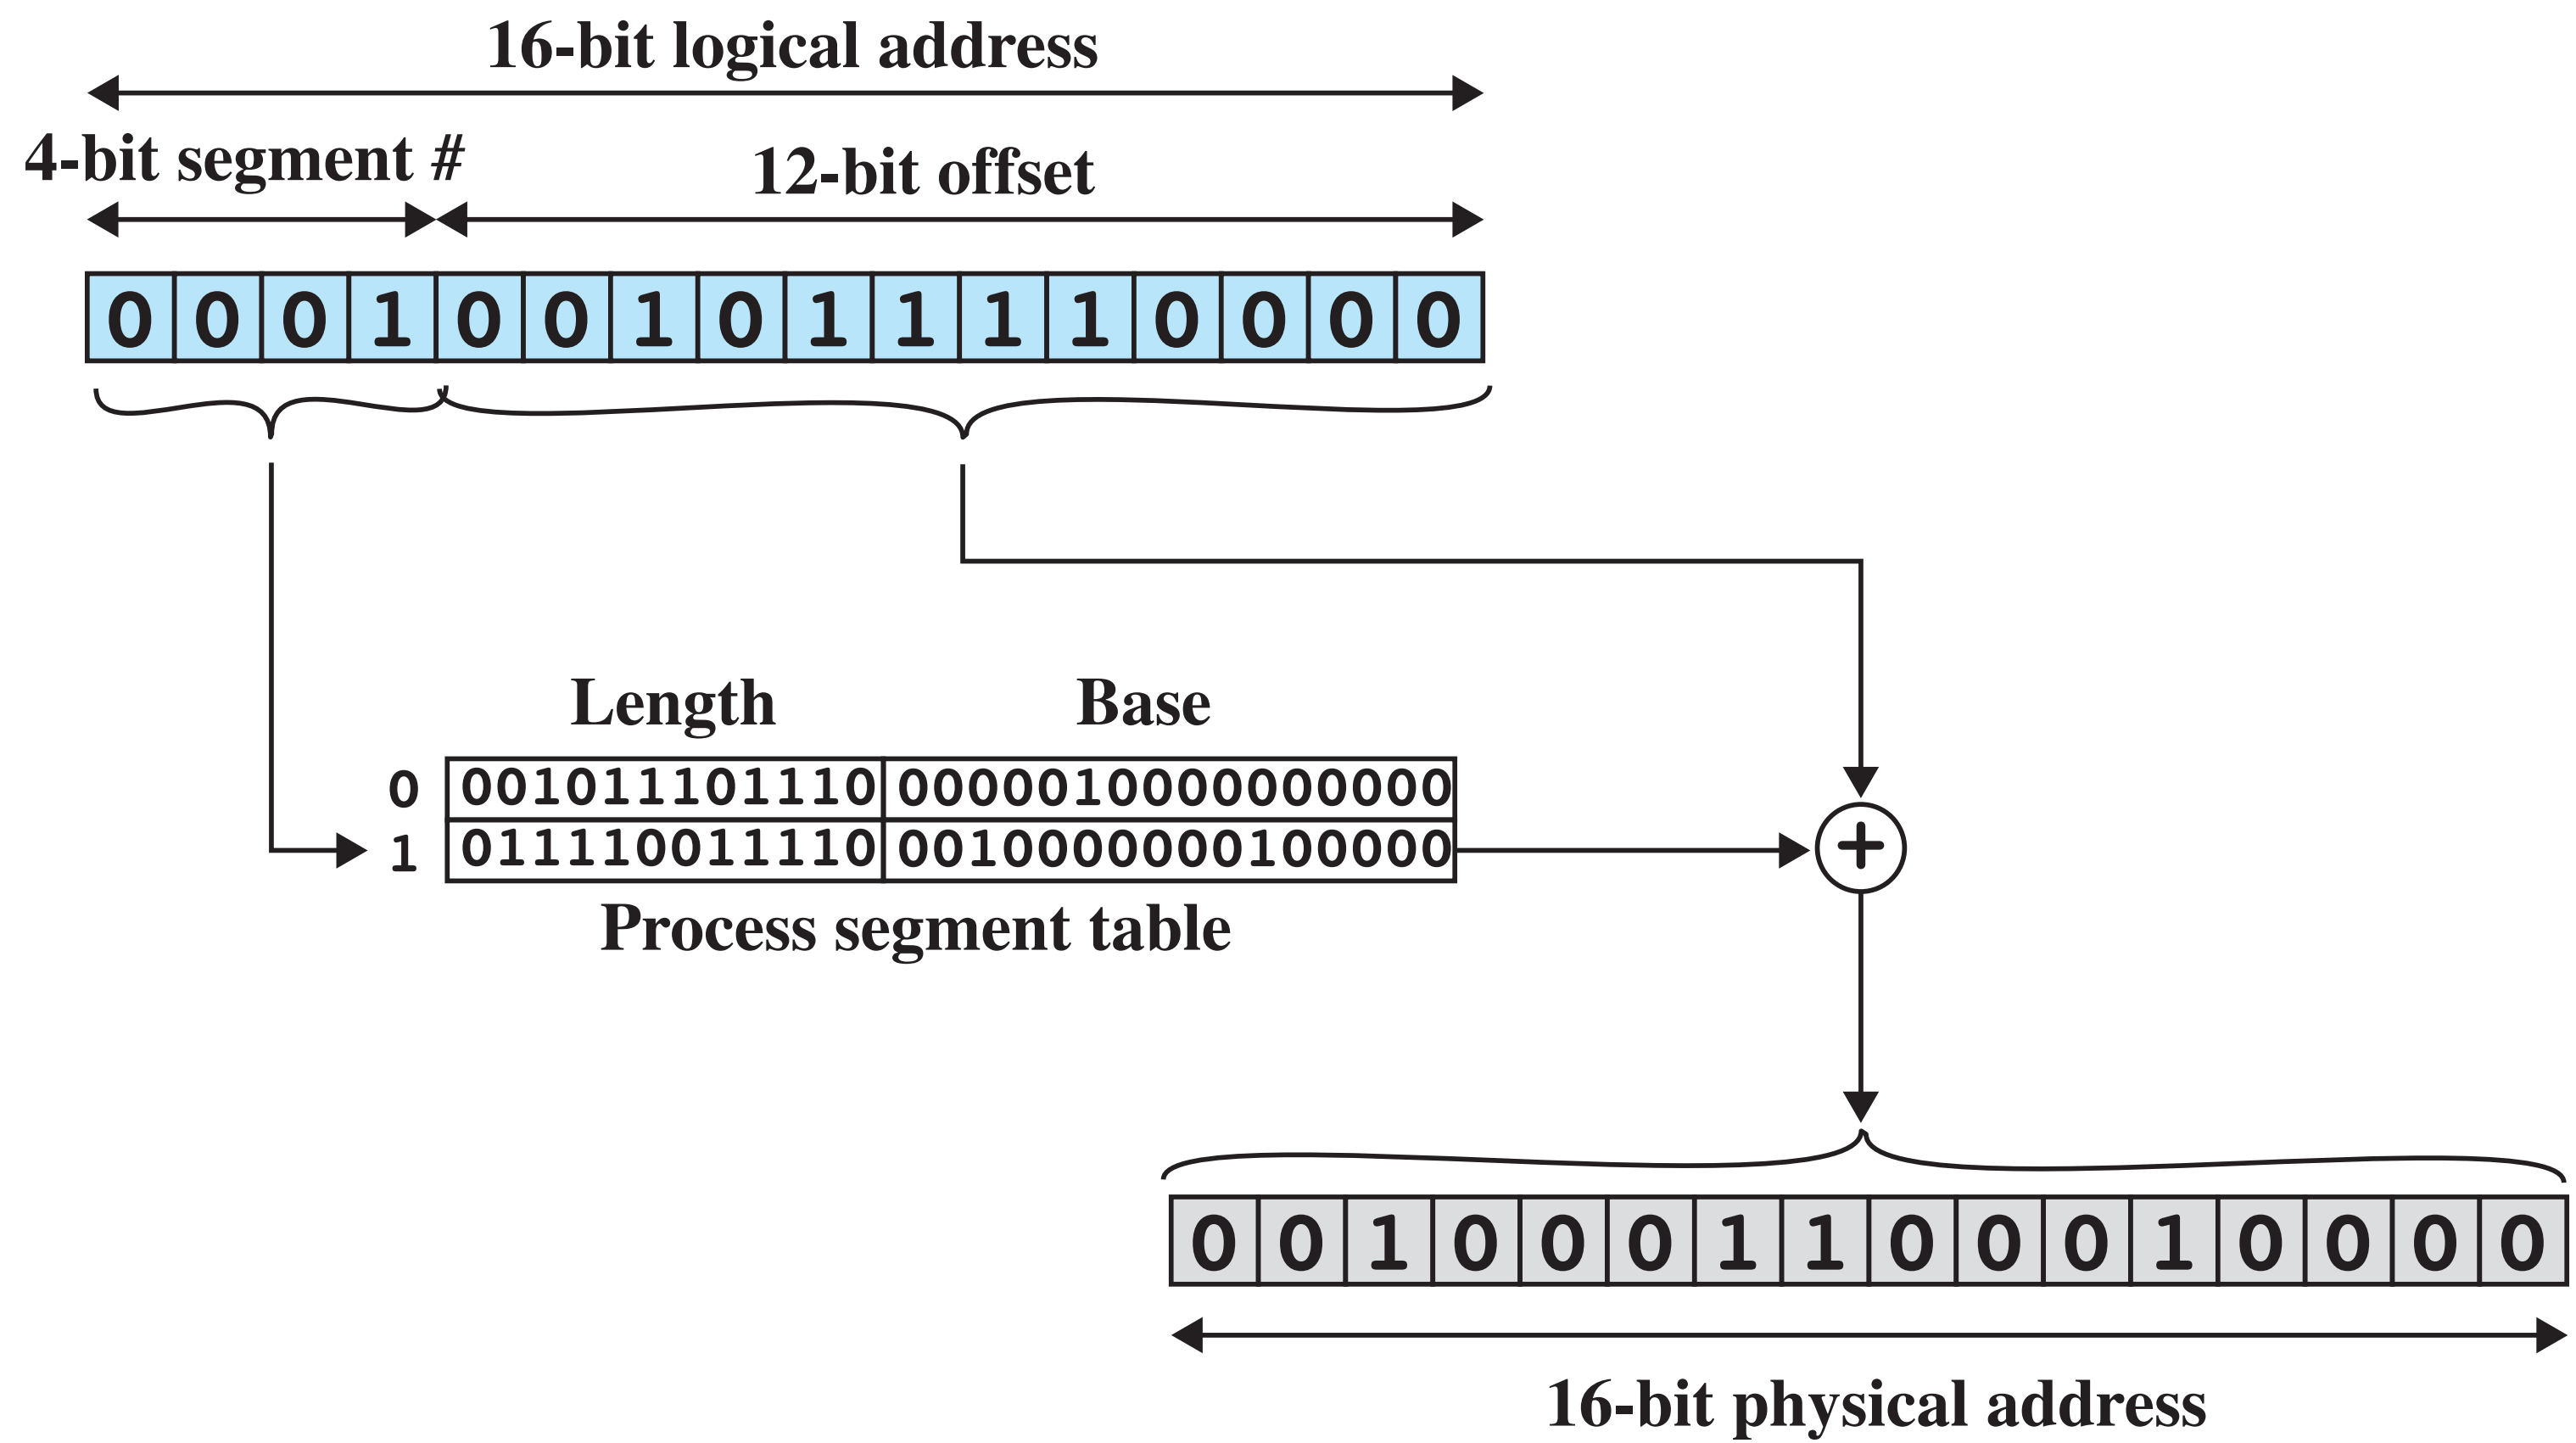 16-bit logical address
4-bit segment #
12-bit offset
0 0 0 1 0 0 1 0 1 1 1 1 0 0 0 0
Length Base
0 001011101110 0000010000000000
1 011110011110 0010000000100000
Process segment table
+
0 0 1 0 0 0 1 1 0 0 0 1 0 0 0 0
16-bit physical address